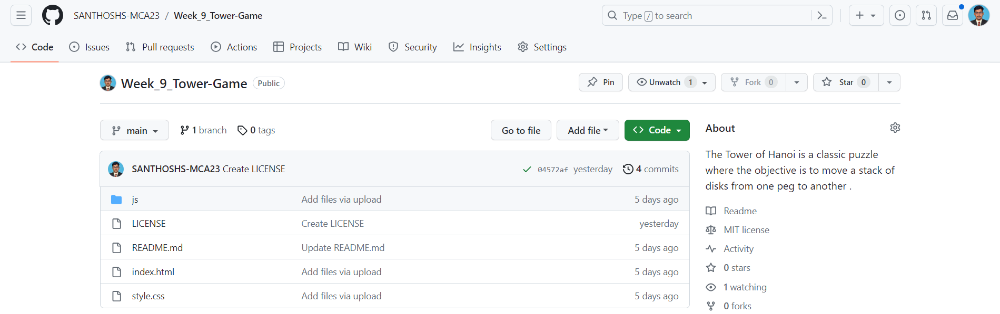 SANTHOSHS-MCA23 / Week_9_Tower-Game Type / to search
Code Issues Pull requests Actions Projects Wiki Security Insights Settings
Week_9_Tower-Game Public Pin Unwatch 1 Fork 0 Star 0
main 1 branch 0 tags Go to file Add file Code
SANTHOSHS-MCA23 Create LICENSE 04572af yesterday 4 commits
js Add files via upload 5 days ago
LICENSE Create LICENSE yesterday
README.md Update README.md 5 days ago
index.html Add files via upload 5 days ago
style.css Add files via upload 5 days ago
About
The Tower of Hanoi is a classic puzzle
where the objective is to move a stack of
disks from one peg to another .
Readme
MIT license
Activity
0 stars
1 watching
0 forks